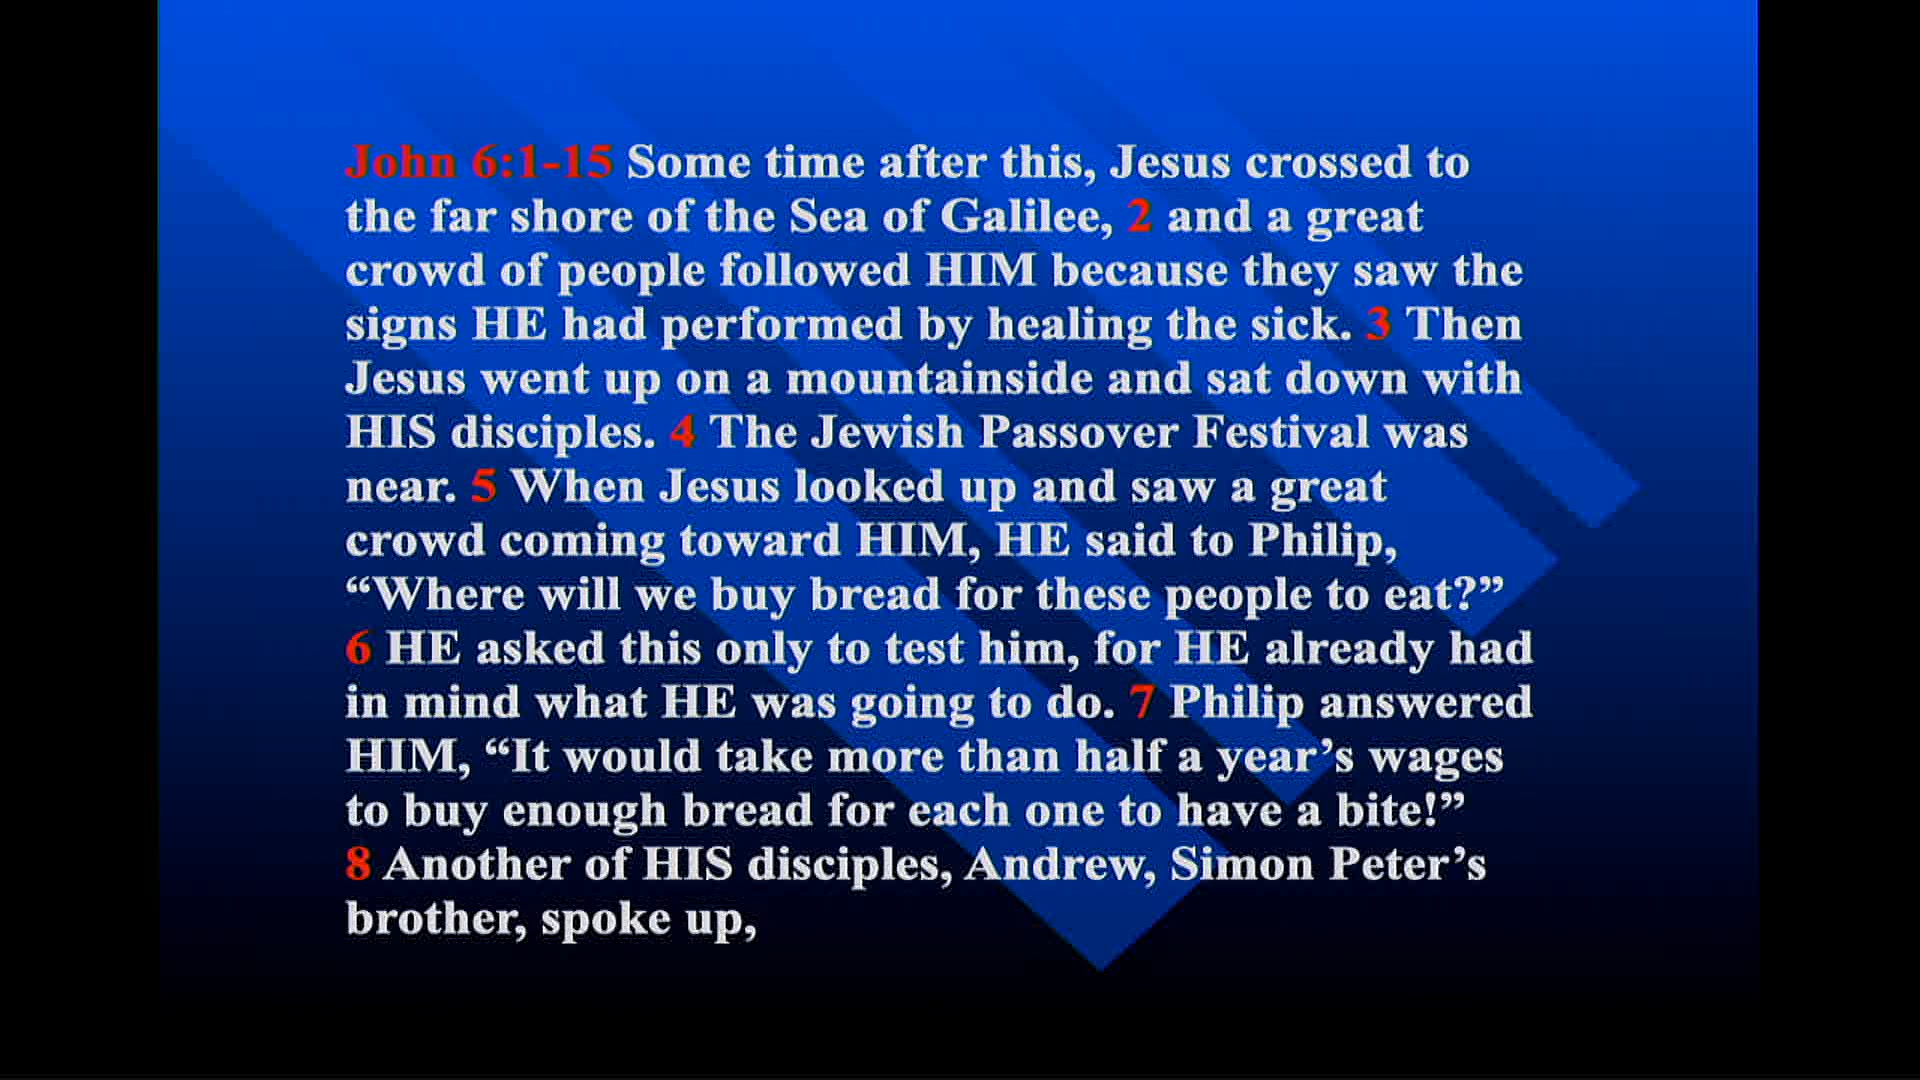 John 6:1-15 Some time after this, Jesus crossed to
the far shore of the Sea of Galilee, 2 and a great
crowd of people followed HIM because they saw the
signs HE had performed by healing the sick. 3 Then
Jesus went up on a mountainside and sat down with
HIS disciples. 4 The Jewish Passover Festival was
near. 5 When Jesus looked up and saw a great
crowd coming toward HIM, HE said to Philip,
“Where will we buy bread for these people to eat?”
6 HE asked this only to test him, for HE already had
in mind what HE was going to do. 7 Philip answered
HIM, “It would take more than half a year’s wages
to buy enough bread for each one to have a bite!”
8 Another of HIS disciples, Andrew, Simon Peter’s
brother, spoke up,